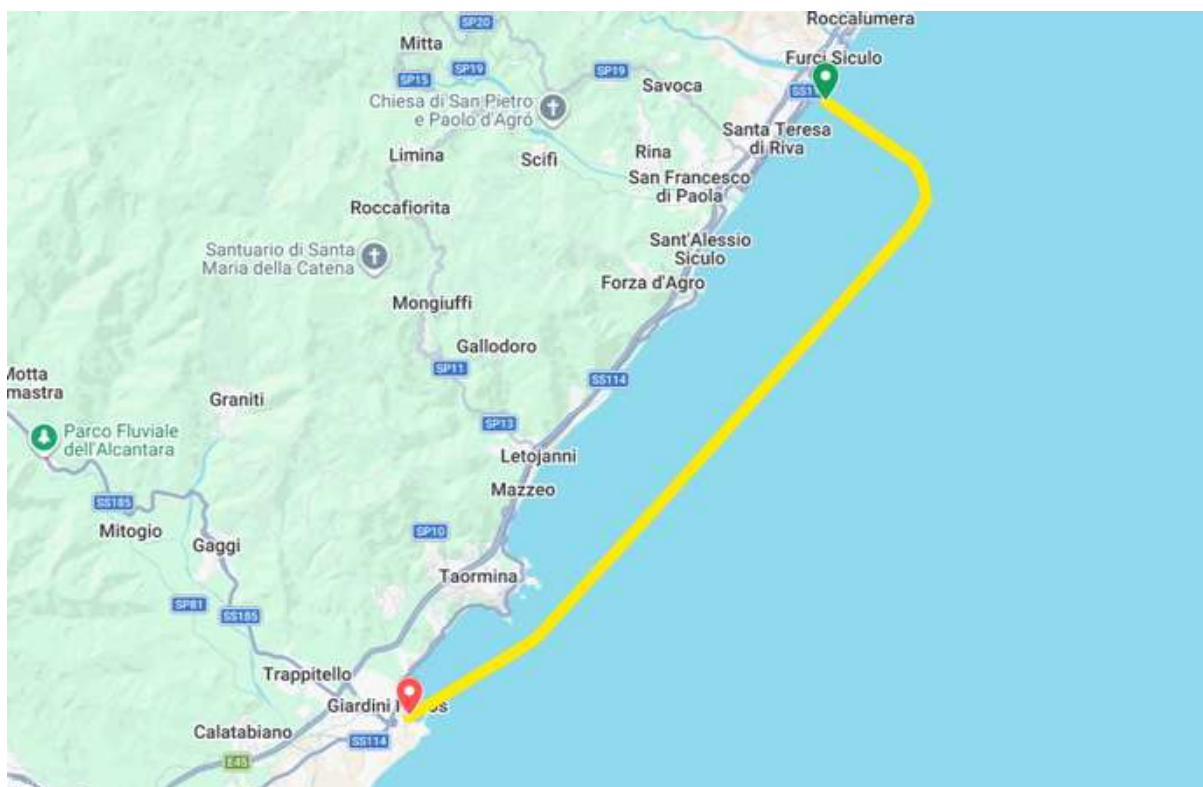 Roccalumera
SP20
Mitta
Furci Siculo
SP19
SP19
SP15
Savoca
Chiesa di San Pietro
e Paolo d'Agrò
Santa Teresa
di Riva
Limina
Scifi
Rina
San Francesco
di Paola
Roccafiorita
Santuario di Santa
Maria della Catena
Sant'Alessio
Siculo
Forza d'Agro
Mongiuffi
Gallodoro
SP11
Motta
mastra
SS114
Graniti
SP13
Parco Fluviale
dell'Alcantara
Letojanni
Mazzeo
SS185
Mitogio
SP10
Gaggi
Taormina
SP81
SS185
Trappitello
Giardini
Calatabiano
SS114
E45